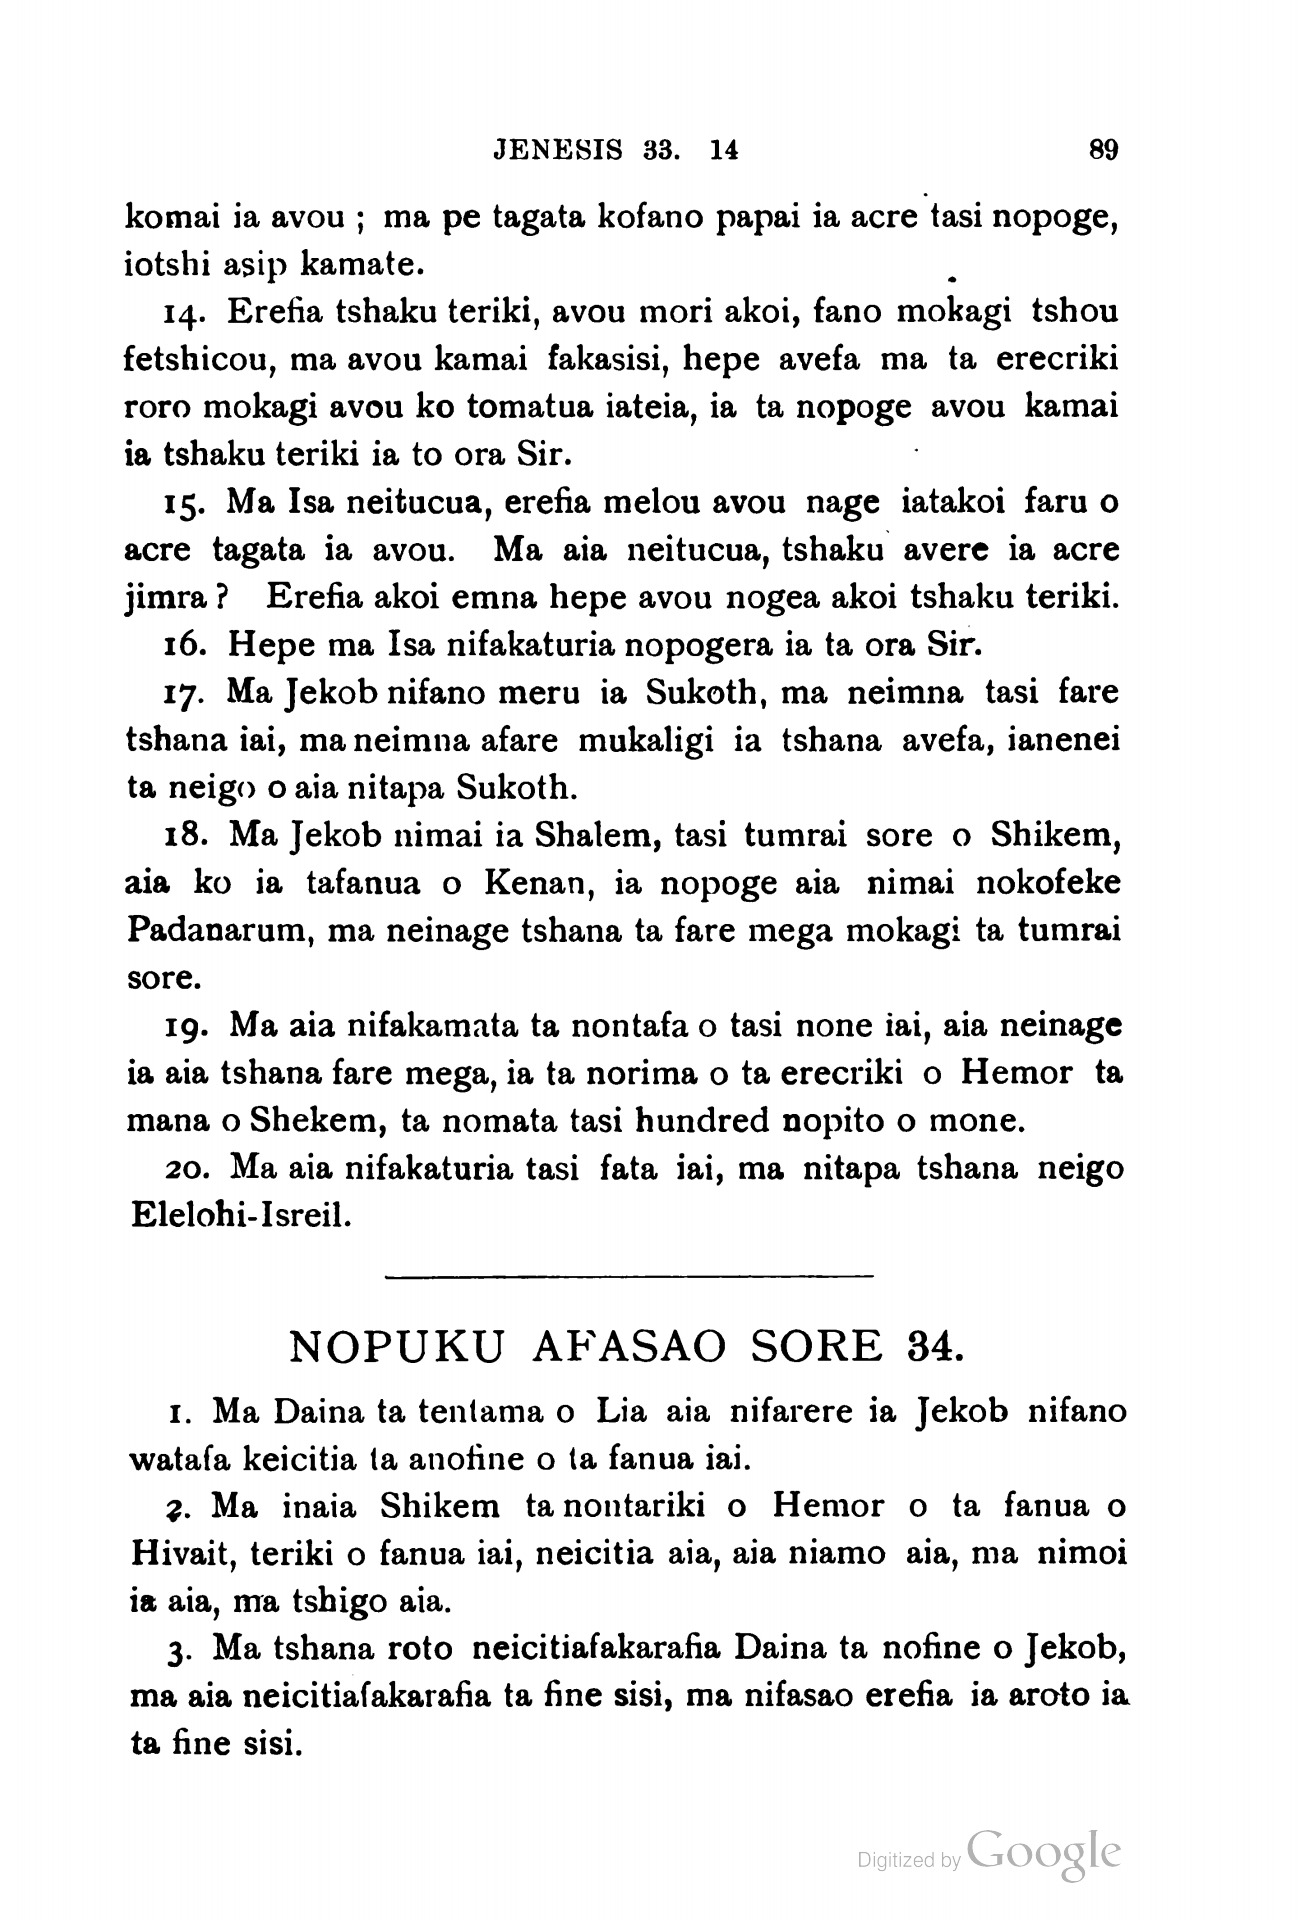 JENESIS 33. 14 89
komai ia avou ; ma pe tagata kofano papai ia acre tasi nopoge,
iotshi asip kamate.
14. Erefia tshaku teriki, avou mori akoi, fano mokagi tshou
fetshicou, ma avou kamai fakasisi, hepe avefa ma ta erecriki
roro mokagi avou ko tomatua iateia, ia ta nopoge avou kamai
ia tshaku teriki ia to ora Sir.
15. Ma Isa neitucua, erefia melou avou nage iatakoi faru o
acre tagata ia avou. Ma aia neitucua, tshaku avere ia acre
jimra ? Erefia akoi emna hepe avou nogea akoi tshaku teriki.
16. Hepe ma Isa nifakaturia nopogera ia ta ora Sir.
17. Ma Jekob nifano meru ia Sukoth, ma neimna tasi fare
tshana iai, ma neimna afare mukaligi ia tshana avefa, ianenei
ta neigo o aia nitapa Sukoth.
18. Ma Jekob nimai ia Shalem, tasi tumrai sore o Shikem,
aia ko ia tafanua o Kenan, ia nopoge aia nimai nokofeke
Padanarum, ma neinage tshana ta fare mega mokagi ta tumrai
sore.
19. Ma aia nifakamata ta nontafa o tasi none iai, aia neinage
ia aia tshana fare mega, ia ta norima o ta erecriki o Hemor ta
mana o Shekem, ta nomata tasi hundred nopito o mone.
20. Ma aia nifakaturia tasi fata iai, ma nitapa tshana neigo
Elelohi-Isreil.
NOPUKU AFASAO SORE 34.
1. Ma Daina ta tentama o Lia aia nifarere ia Jekob nifano
watafa keicitia ta anofine o ta fanua iai.
2. Ma inaia Shikem ta nontariki o Hemor o ta fanua o
Hivait, teriki o fanua iai, neicitia aia, aia niamo aia, ma nimoi
ia aia, ma tshigo aia.
3. Ma tshana roto neicitiafakarafia Daina ta nofine o Jekob,
ma aia neicitiafakarafia ta fine sisi, ma nifasao erefia ia aroto ia
ta fine sisi.
Digitized by Google